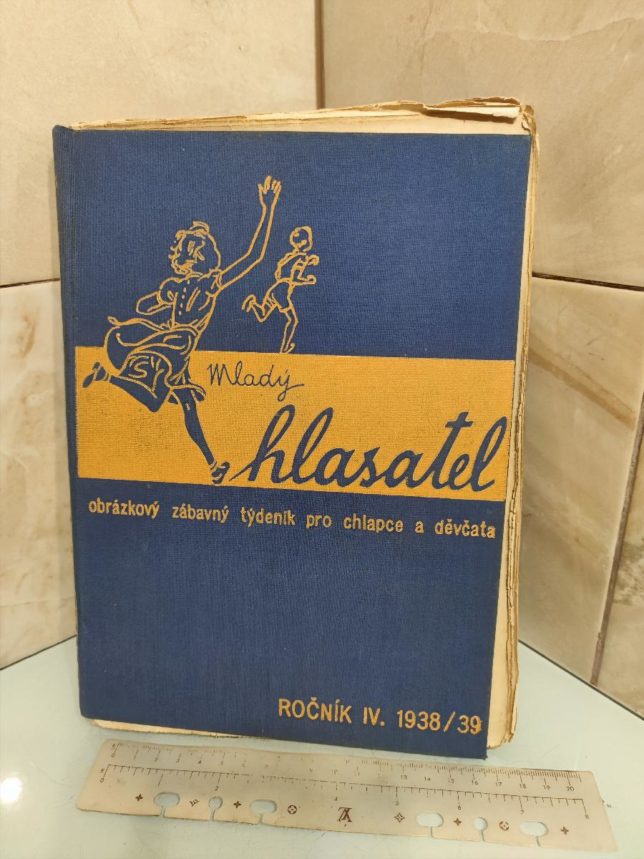 Mladý
hlasatel
obrázkový zábavný týdeník pro chlapce a děvčata
ROČNÍK IV. 1938/39